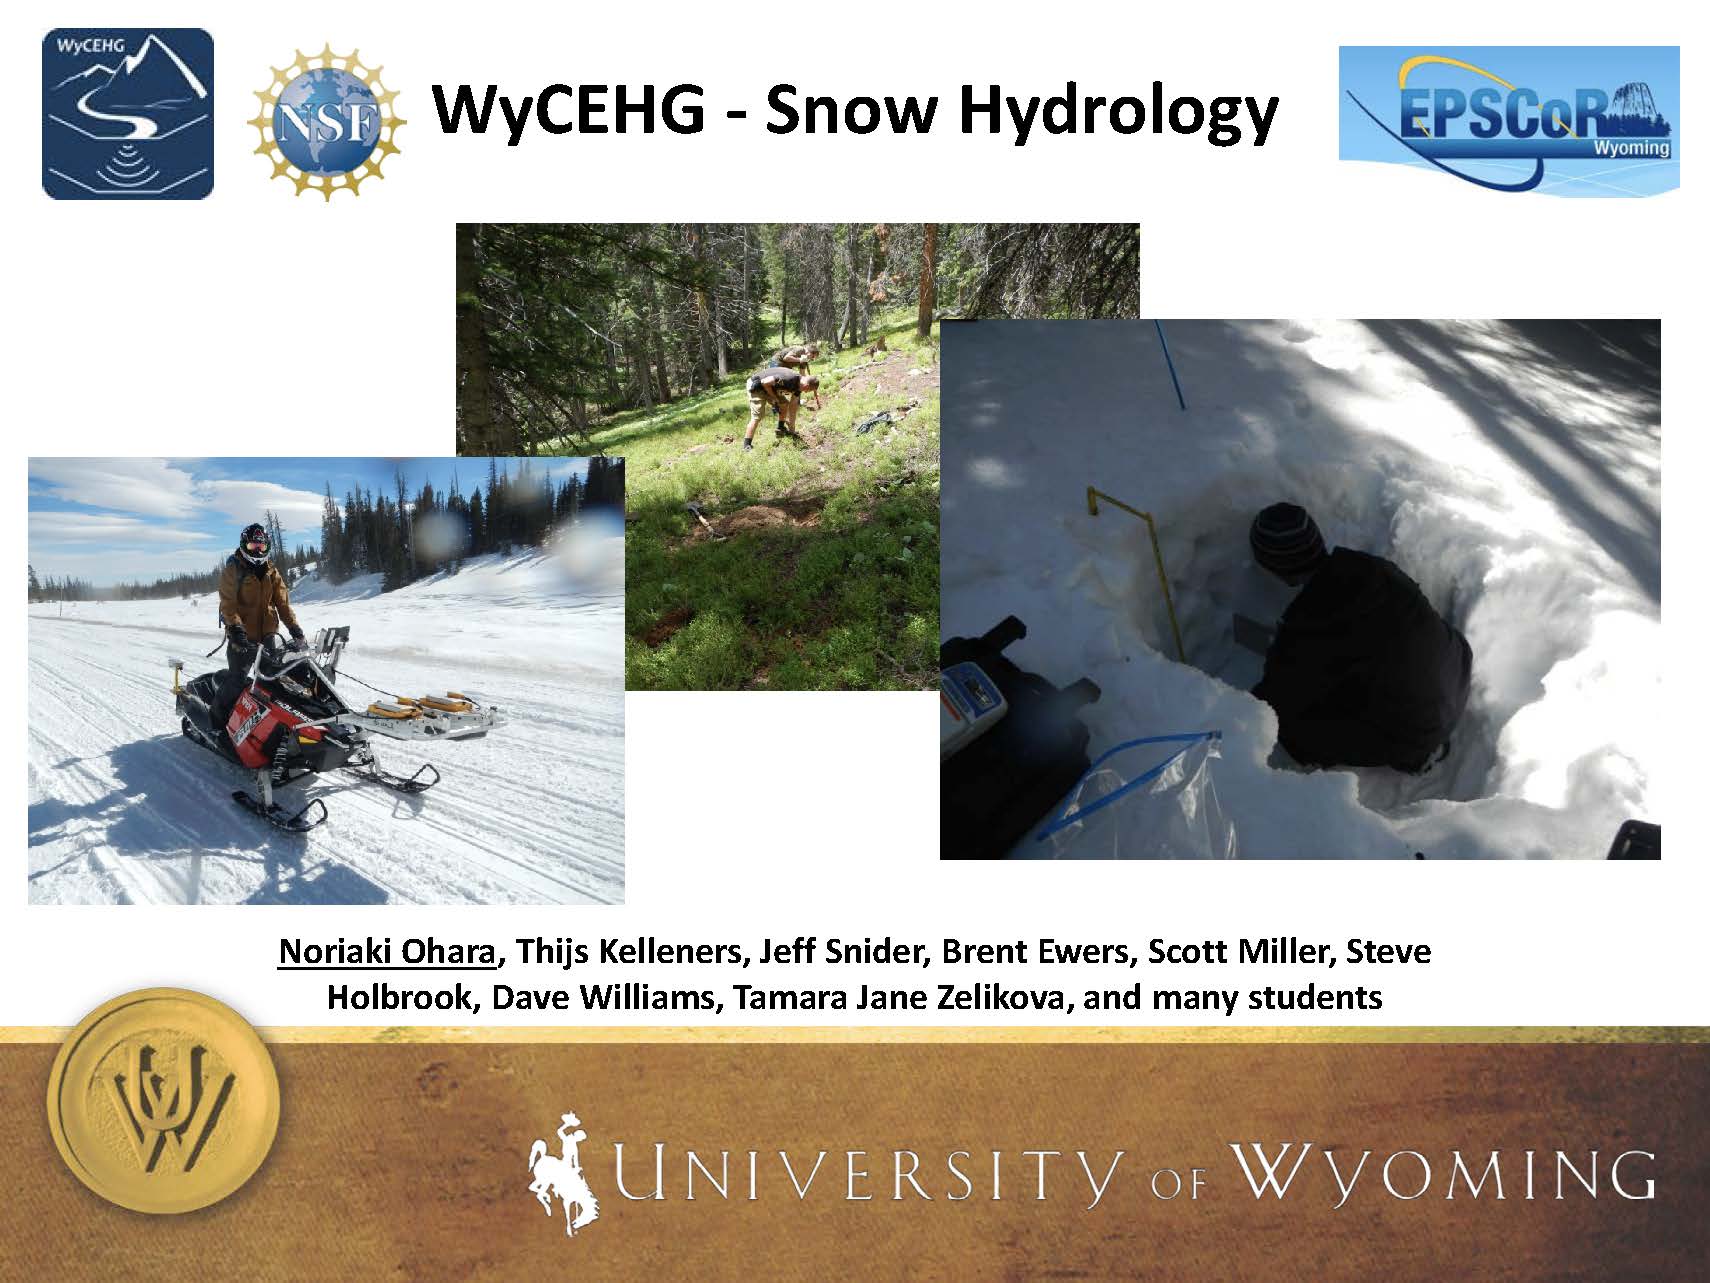 WyCEHG
NSF
WyCEHG - Snow Hydrology
EPSCoR
Wyoming
POLARIS
Noriaki Ohara, Thijs Kelleners, Jeff Snider, Brent Ewers, Scott Miller, Steve
Holbrook, Dave Williams, Tamara Jane Zelikova, and many students
UW
UNIVERSITY OF WYOMING